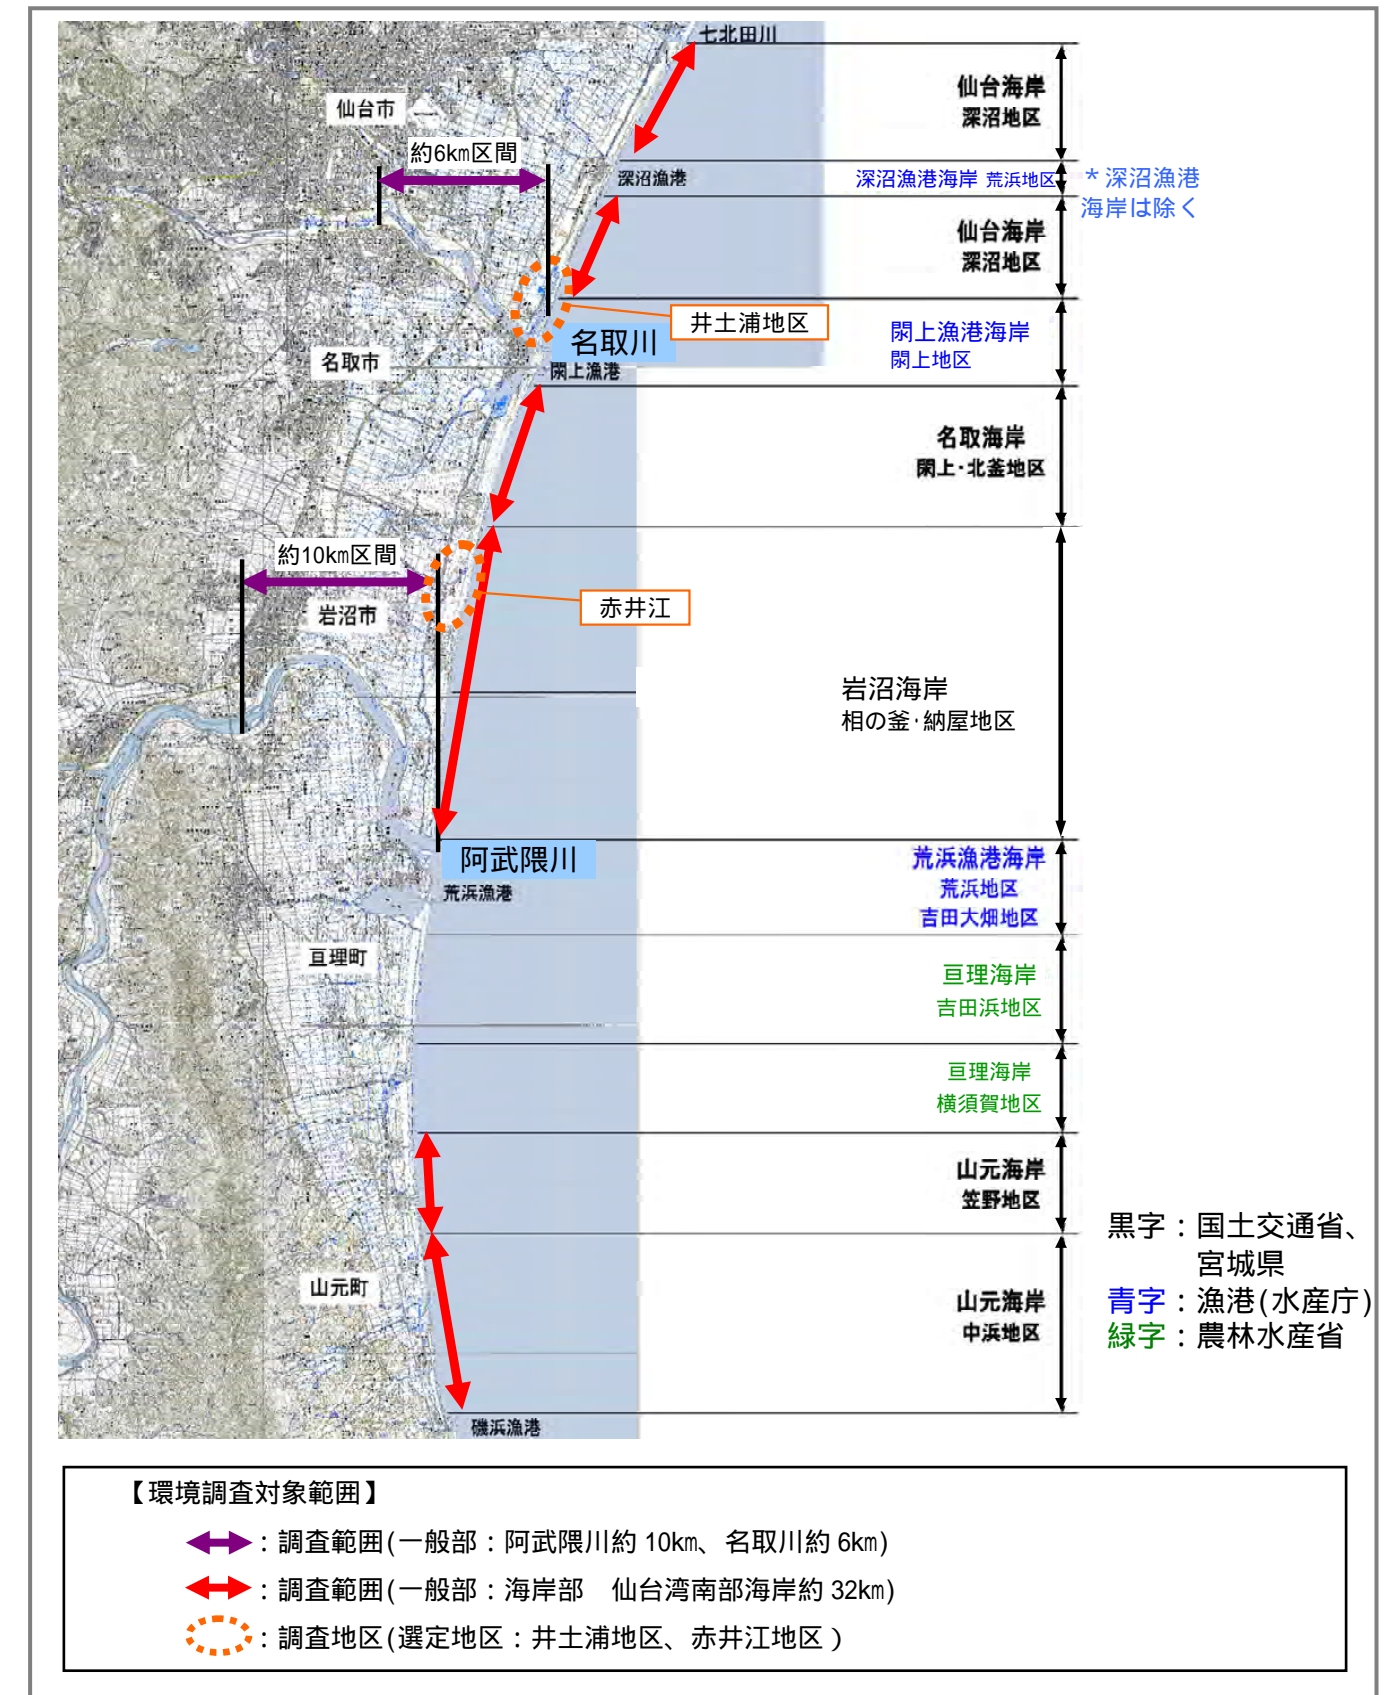 七北田川
仙台市
仙台海岸
深沼地区
約6km区間
深沼漁港
深沼漁港海岸 荒浜地区
*深沼漁港
海岸は除く
仙台海岸
深沼地区
井土浦地区
名取川
閖上漁港海岸
閖上地区
名取市
閖上漁港
名取海岸
閖上・北釜地区
約10km区間
赤井江
岩沼市
岩沼海岸
相の釜・納屋地区
阿武隈川
荒浜漁港
荒浜漁港海岸
荒浜地区
吉田大畑地区
亘理町
亘理海岸
吉田浜地区
亘理海岸
横須賀地区
山元海岸
笠野地区
山元町
山元海岸
中浜地区
磯浜漁港
黒字：国土交通省、
宮城県
青字：漁港(水産庁)
緑字：農林水産省
【環境調査対象範囲】
：調査範囲(一般部：阿武隈川約 10km、名取川約 6km)
：調査範囲(一般部：海岸部　仙台湾南部海岸約 32km)
：調査地区(選定地区：井土浦地区、赤井江地区）